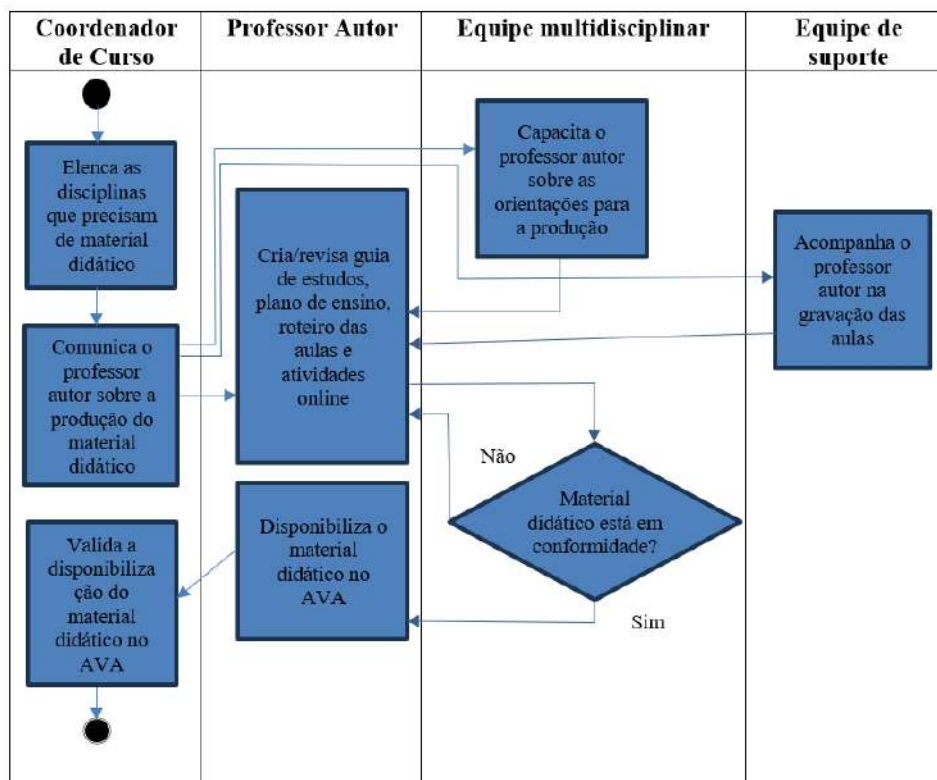 Coordenador
de Curso
Professor Autor
Equipe multidisciplinar
Equipe de
suporte
Elenca as
disciplinas
que precisam
de material
didático
Comunica o
professor
autor sobre a
produção do
material
didático
Valida a
disponibiliza
ção do
material
didático no
AVA
Cria/revisa guia
de estudos,
plano de ensino,
roteiro das
aulas e
atividades
online
Disponibiliza o
material
didático no
AVA
Capacita o
professor autor
sobre as
orientações para
a produção
Não
Material
didático está em
conformidade?
Sim
Acompanha o
professor
autor na
gravação das
aulas